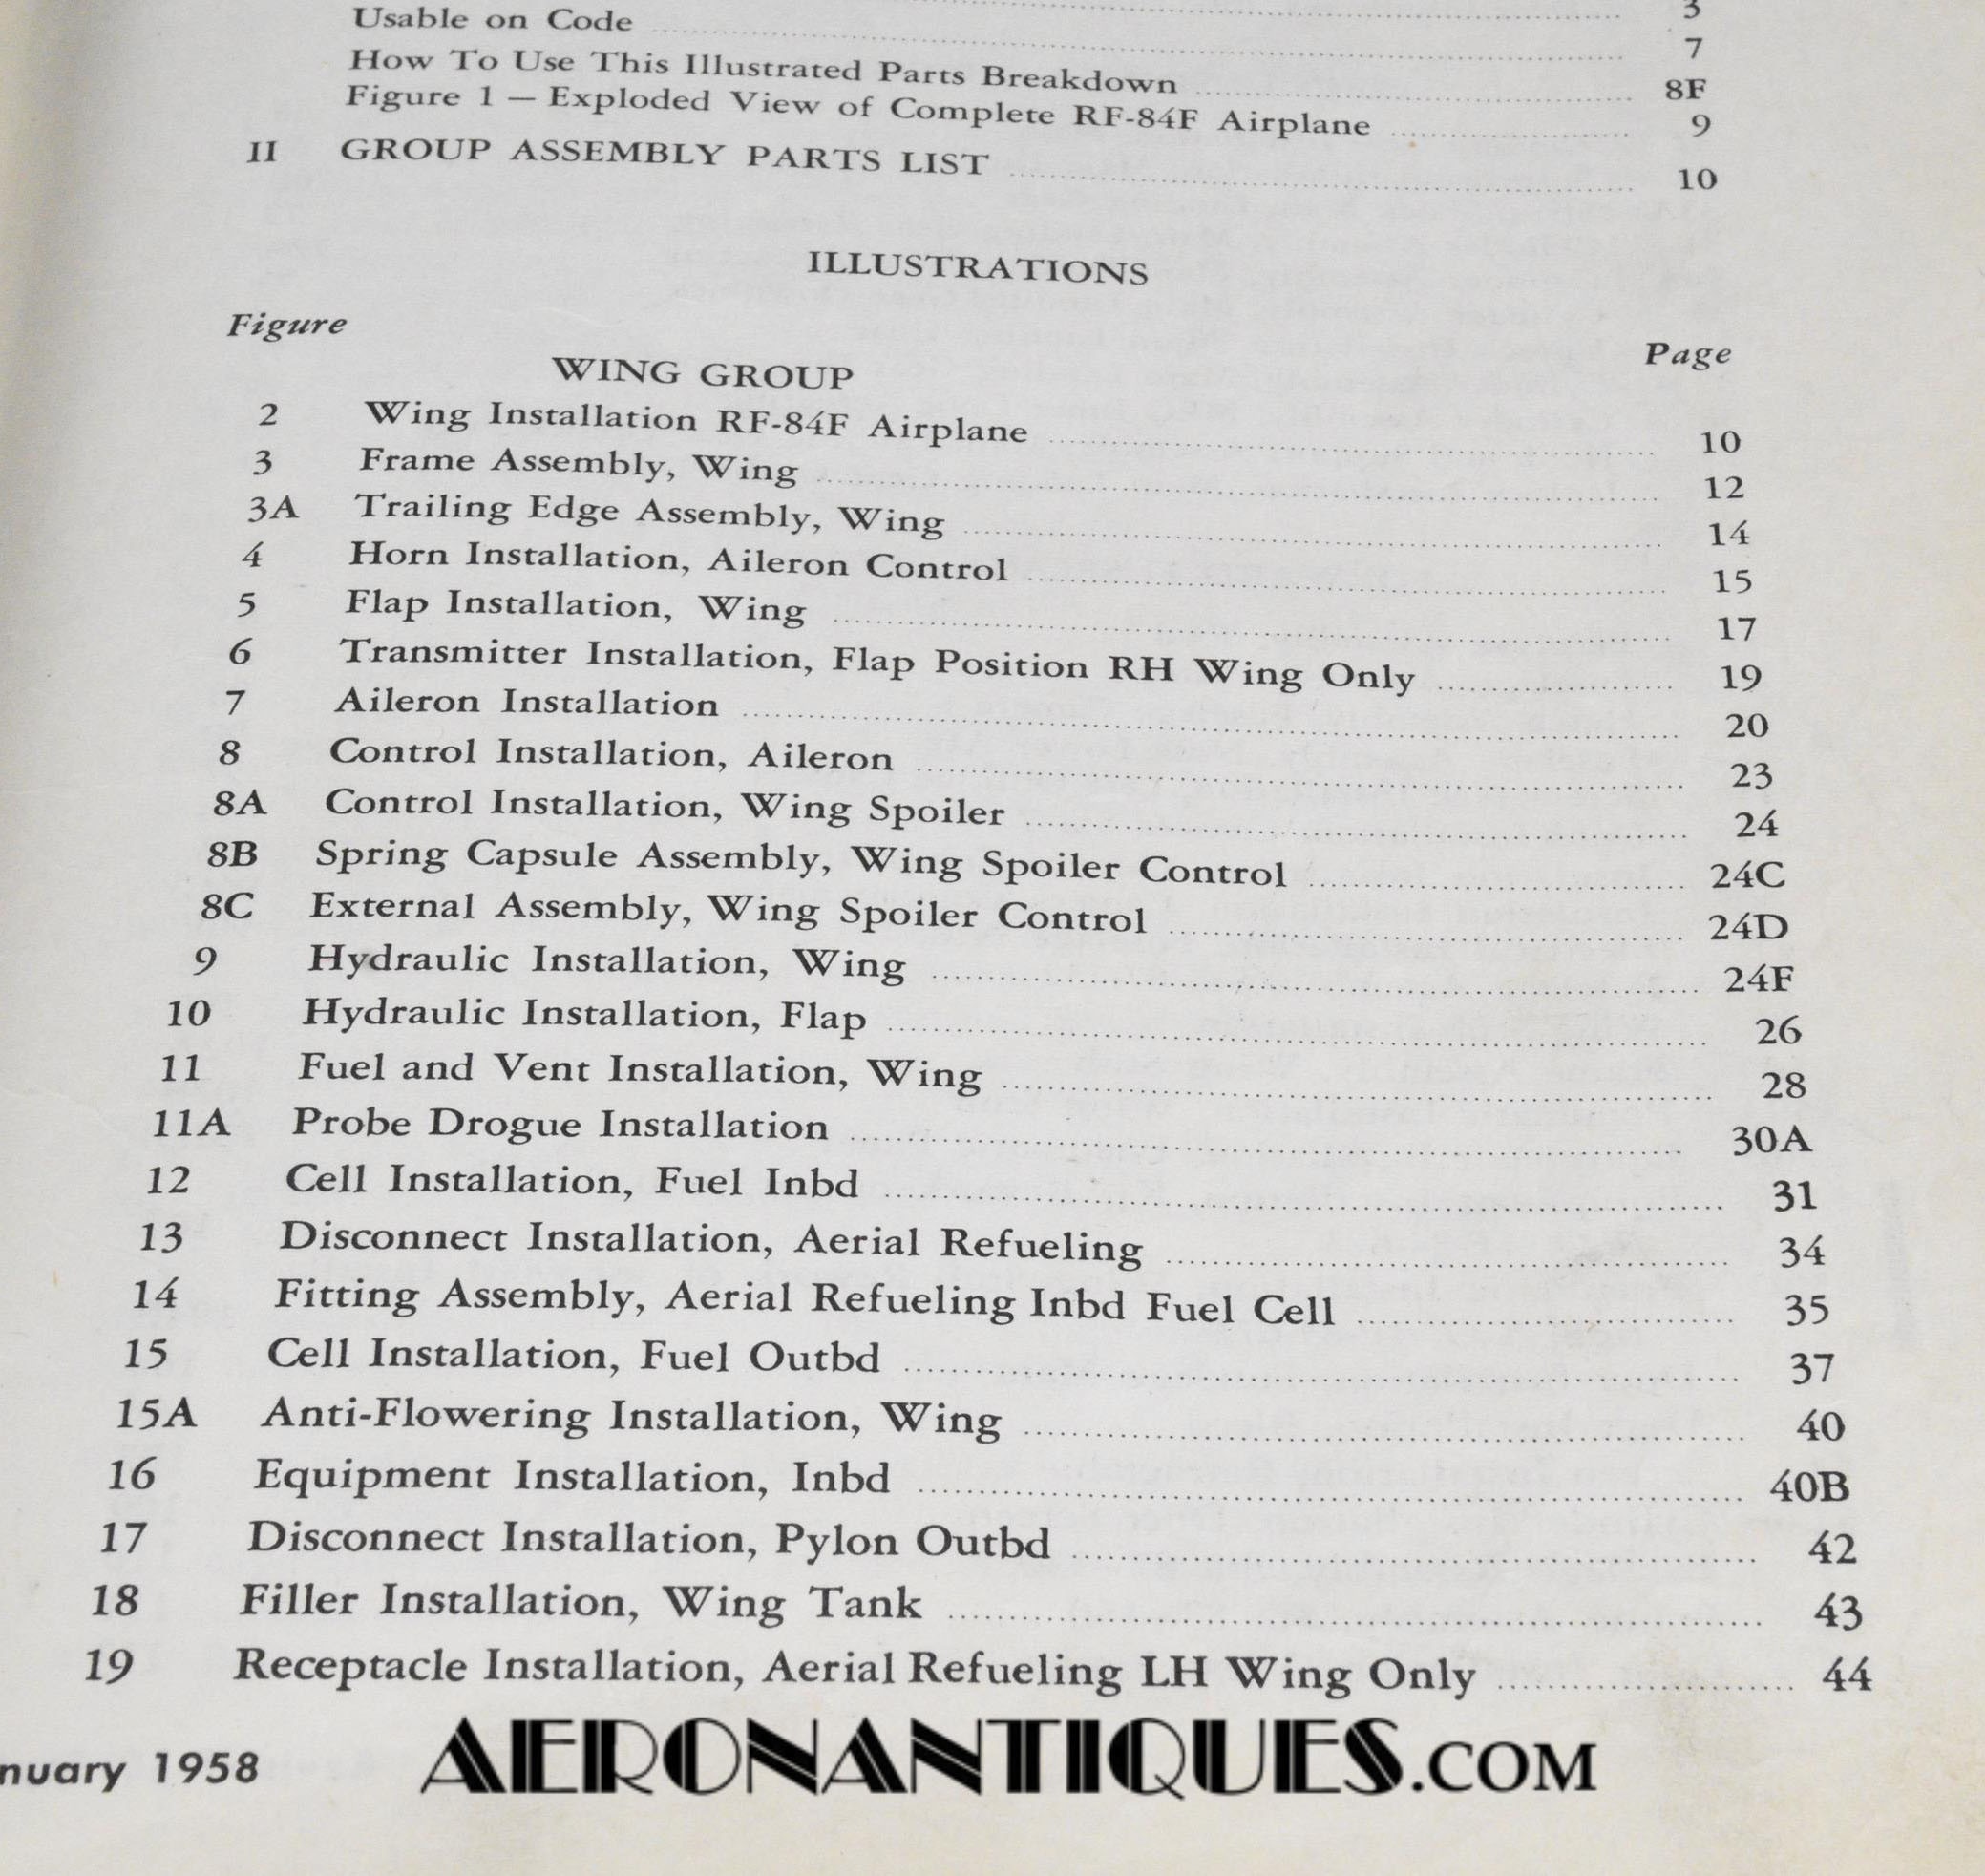 3
Usable on Code 7
How To Use This Illustrated Parts Breakdown 8F
Figure 1 — Exploded View of Complete RF-84F Airplane 9
II GROUP ASSEMBLY PARTS LIST 10
ILLUSTRATIONS
Figure Page
WING GROUP
2 Wing Installation RF-84F Airplane 10
3 Frame Assembly, Wing 12
3A Trailing Edge Assembly, Wing 14
4 Horn Installation, Aileron Control 15
5 Flap Installation, Wing 17
6 Transmitter Installation, Flap Position RH Wing Only 19
7 Aileron Installation 20
8 Control Installation, Aileron 23
8A Control Installation, Wing Spoiler 24
8B Spring Capsule Assembly, Wing Spoiler Control 24C
8C External Assembly, Wing Spoiler Control 24D
9 Hydraulic Installation, Wing 24F
10 Hydraulic Installation, Flap 26
11 Fuel and Vent Installation, Wing 28
11A Probe Drogue Installation 30A
12 Cell Installation, Fuel Inbd 31
13 Disconnect Installation, Aerial Refueling 34
14 Fitting Assembly, Aerial Refueling Inbd Fuel Cell 35
15 Cell Installation, Fuel Outbd 37
15A Anti-Flowering Installation, Wing 40
16 Equipment Installation, Inbd 40B
17 Disconnect Installation, Pylon Outbd 42
18 Filler Installation, Wing Tank 43
19 Receptacle Installation, Aerial Refueling LH Wing Only 44
nuary 1958
AERONANTIQUES.COM